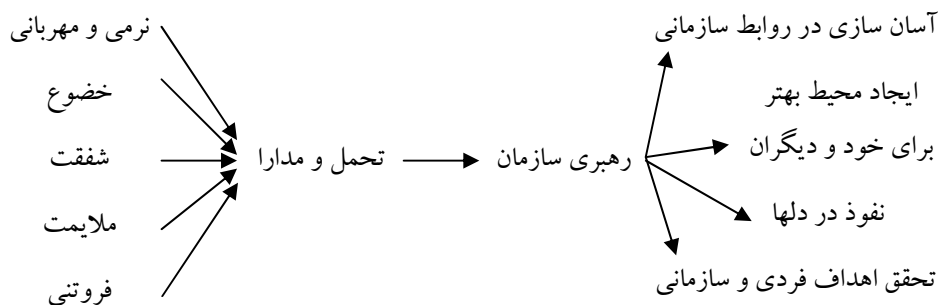 نرمی و مهربانی
خضوع
شفقت
ملایمت
فروتنی
تحمل و مدارا
رهبری سازمان
آسان سازی در روابط سازمانی
ایجاد محیط بهتر
برای خود و دیگران
نفوذ در دلها
تحقق اهداف فردی و سازمانی